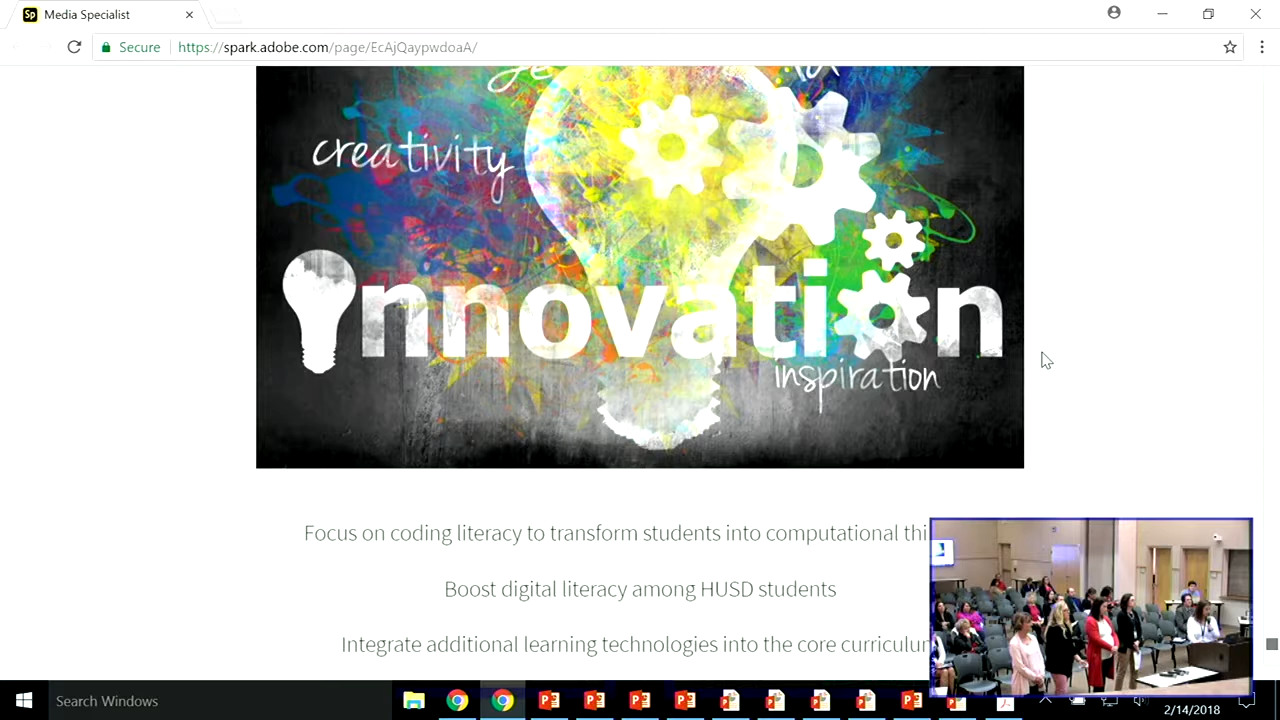 Sp Media Specialist
Secure https://spark.adobe.com/page/EcAjQaypwdoaA/
creativity
innovation
inspiration
Focus on coding literacy to transform students into computational thi
Boost digital literacy among HUSD students
Integrate additional learning technologies into the core curriculum
Search Windows
2/14/2018